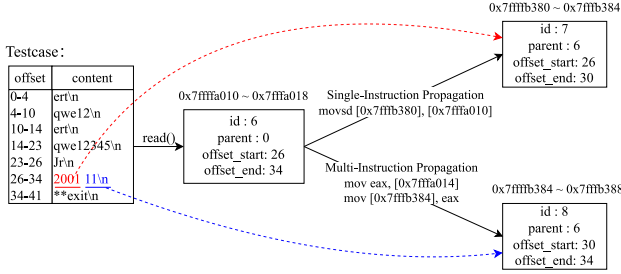 0x7fffb380 ~ 0x7fffb384
id : 7
parent : 6
offset_start: 26
offset_end: 30
Testcase:
offset content
0-4 ert\n
4-10 qwe12\n
10-14 ert\n
14-23 qwe12345\n
23-26 Jr\n
26-34 2001 11\n
34-41 **exit\n
read()
0x7fffa010 ~ 0x7fffa018
id : 6
parent : 0
offset_start: 26
offset_end: 34
Single-Instruction Propagation
movsd [0x7fffb380], [0x7fffa010]
Multi-Instruction Propagation
mov eax, [0x7fffa014]
mov [0x7fffb384], eax
0x7fffb384 ~ 0x7fffb388
id : 8
parent : 6
offset_start: 30
offset_end: 34